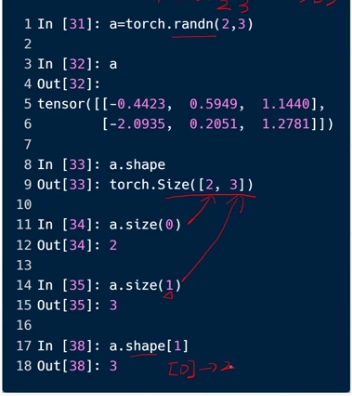 2 3
1 In [31]: a=torch.randn(2,3)
2
3 In [32]: a
4 Out[32]:
5 tensor([[-0.4423, 0.5949, 1.1440],
6 [-2.0935, 0.2051, 1.2781]])
7
8 In [33]: a.shape
9 Out[33]: torch.Size([2, 3])
10
11 In [34]: a.size(0)
12 Out[34]: 2
13
14 In [35]: a.size(1)
15 Out[35]: 3
16
17 In [38]: a.shape[1]
18 Out[38]: 3 [0]→2